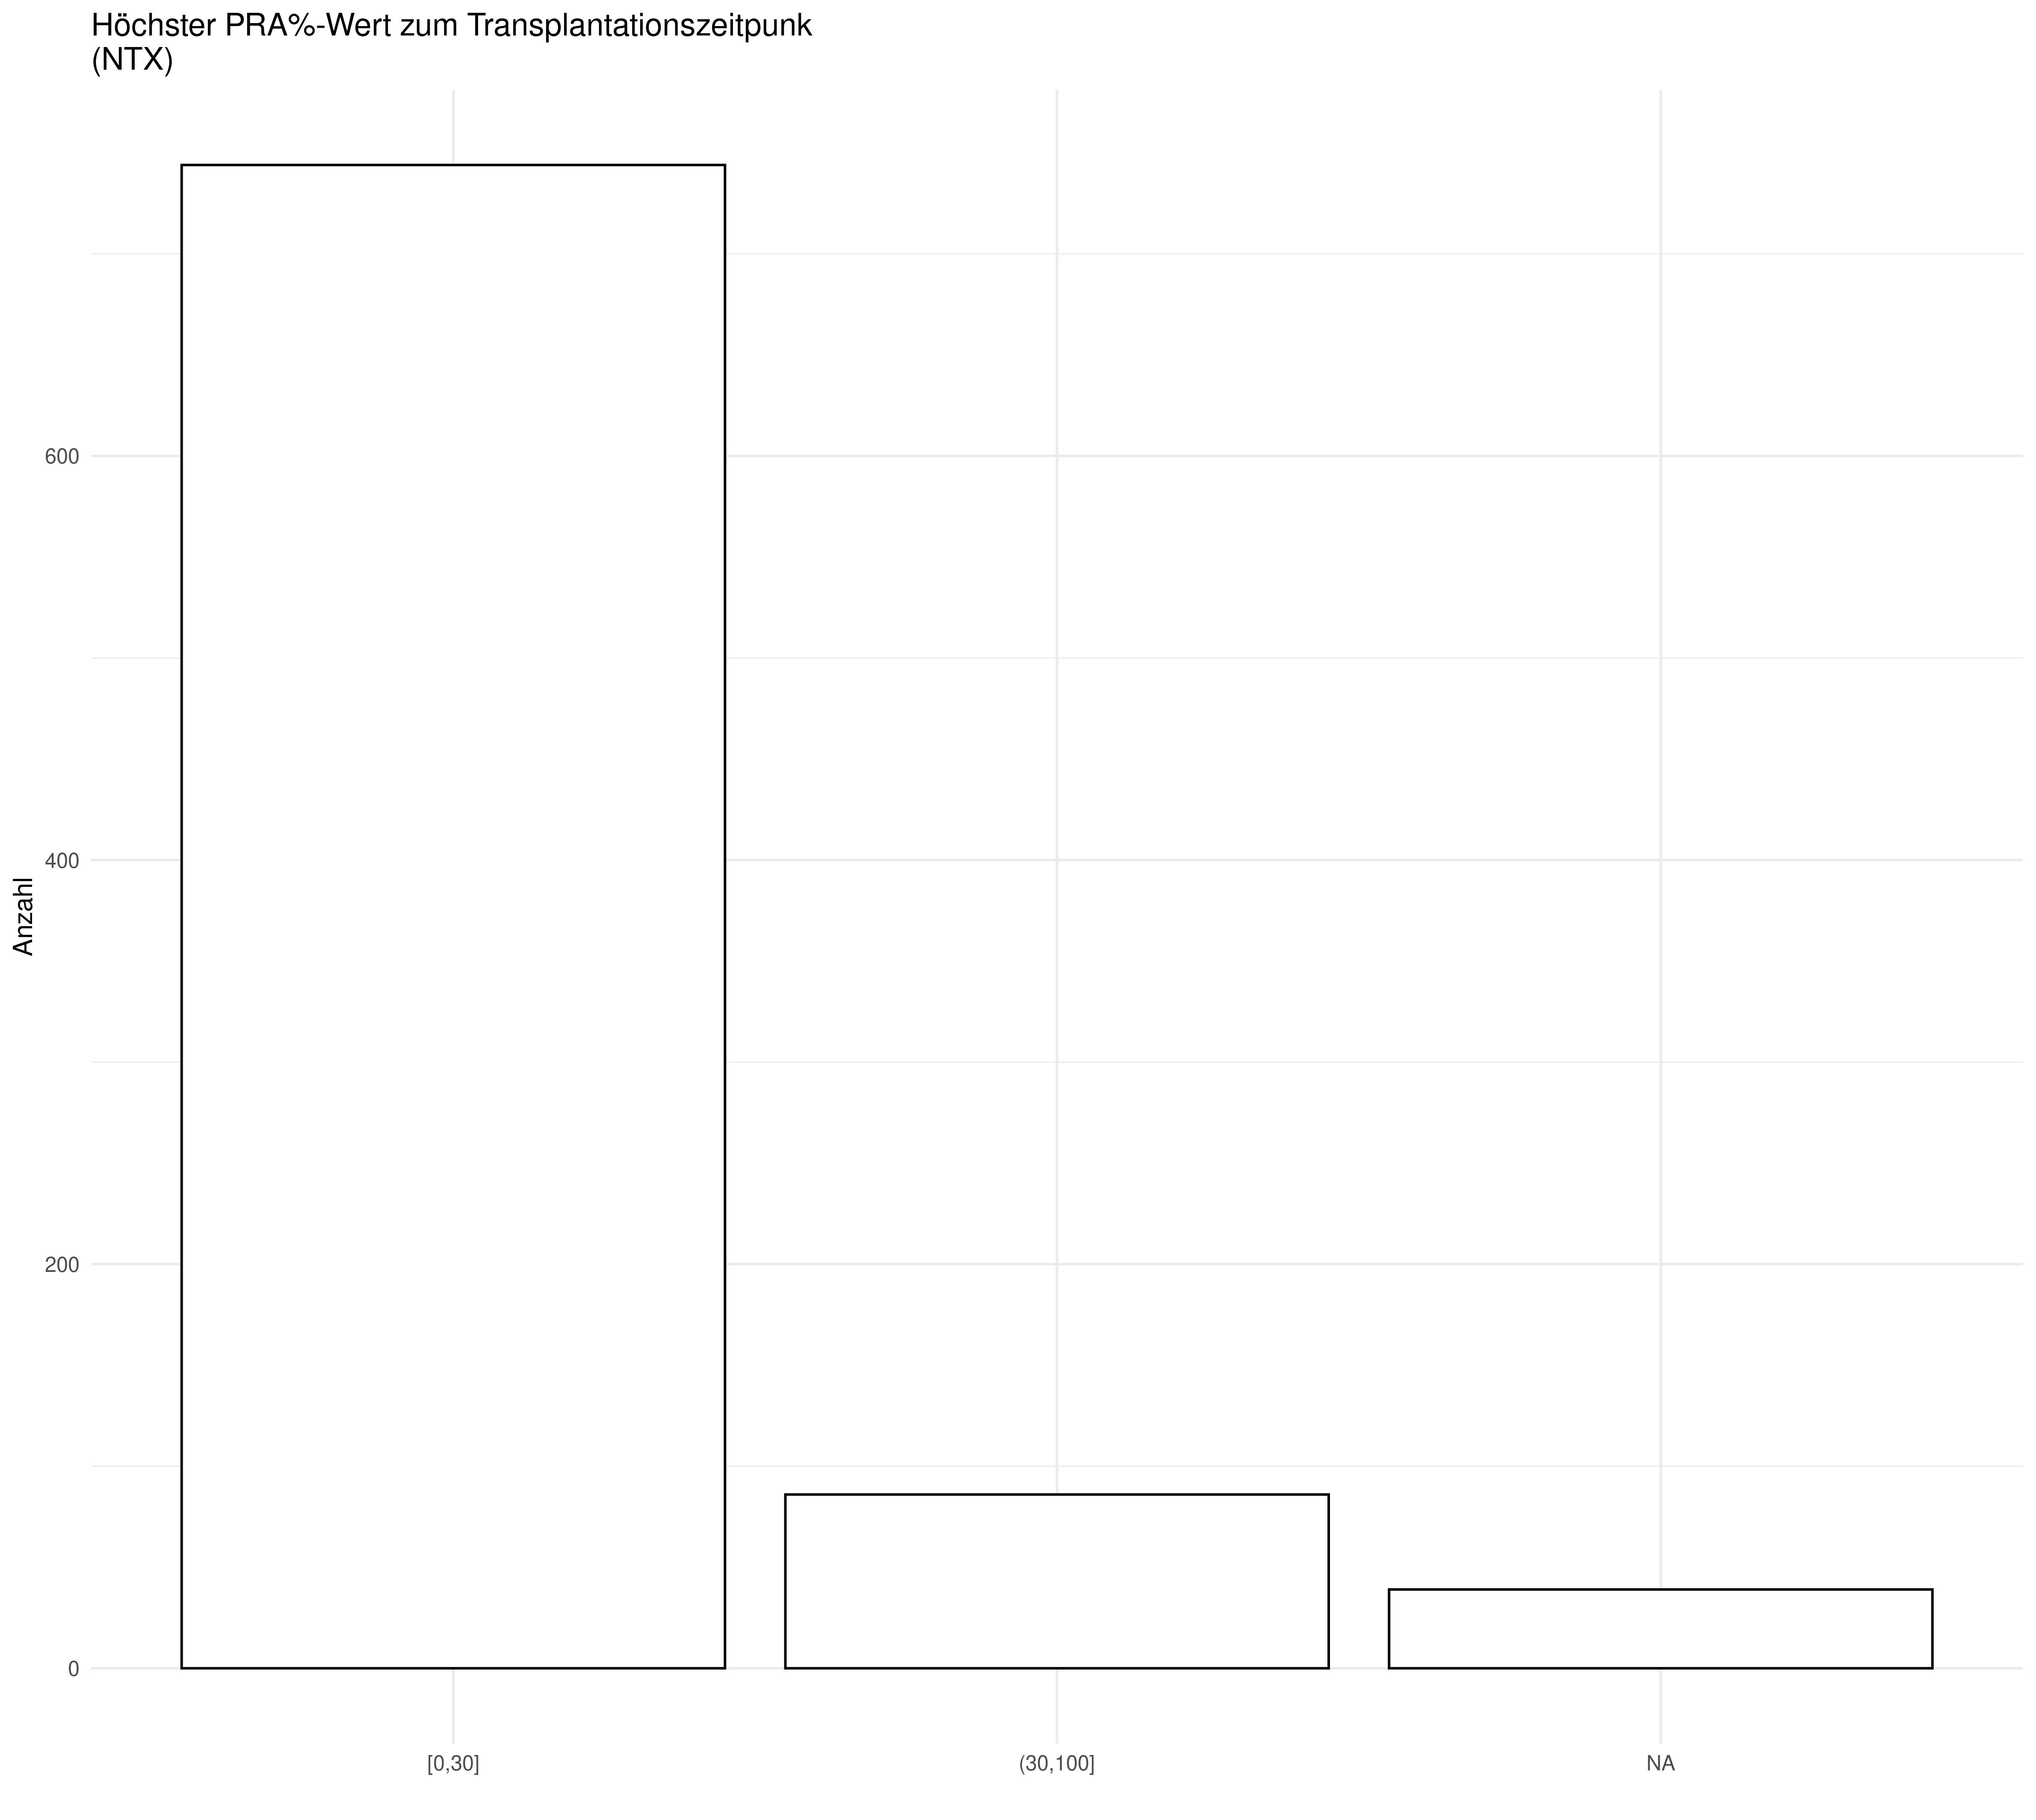 Höchster PRA%-Wert zum Transplantationszeitpunk
(NTX)
Anzahl
600
400
200
0
[0,30]
(30,100]
NA